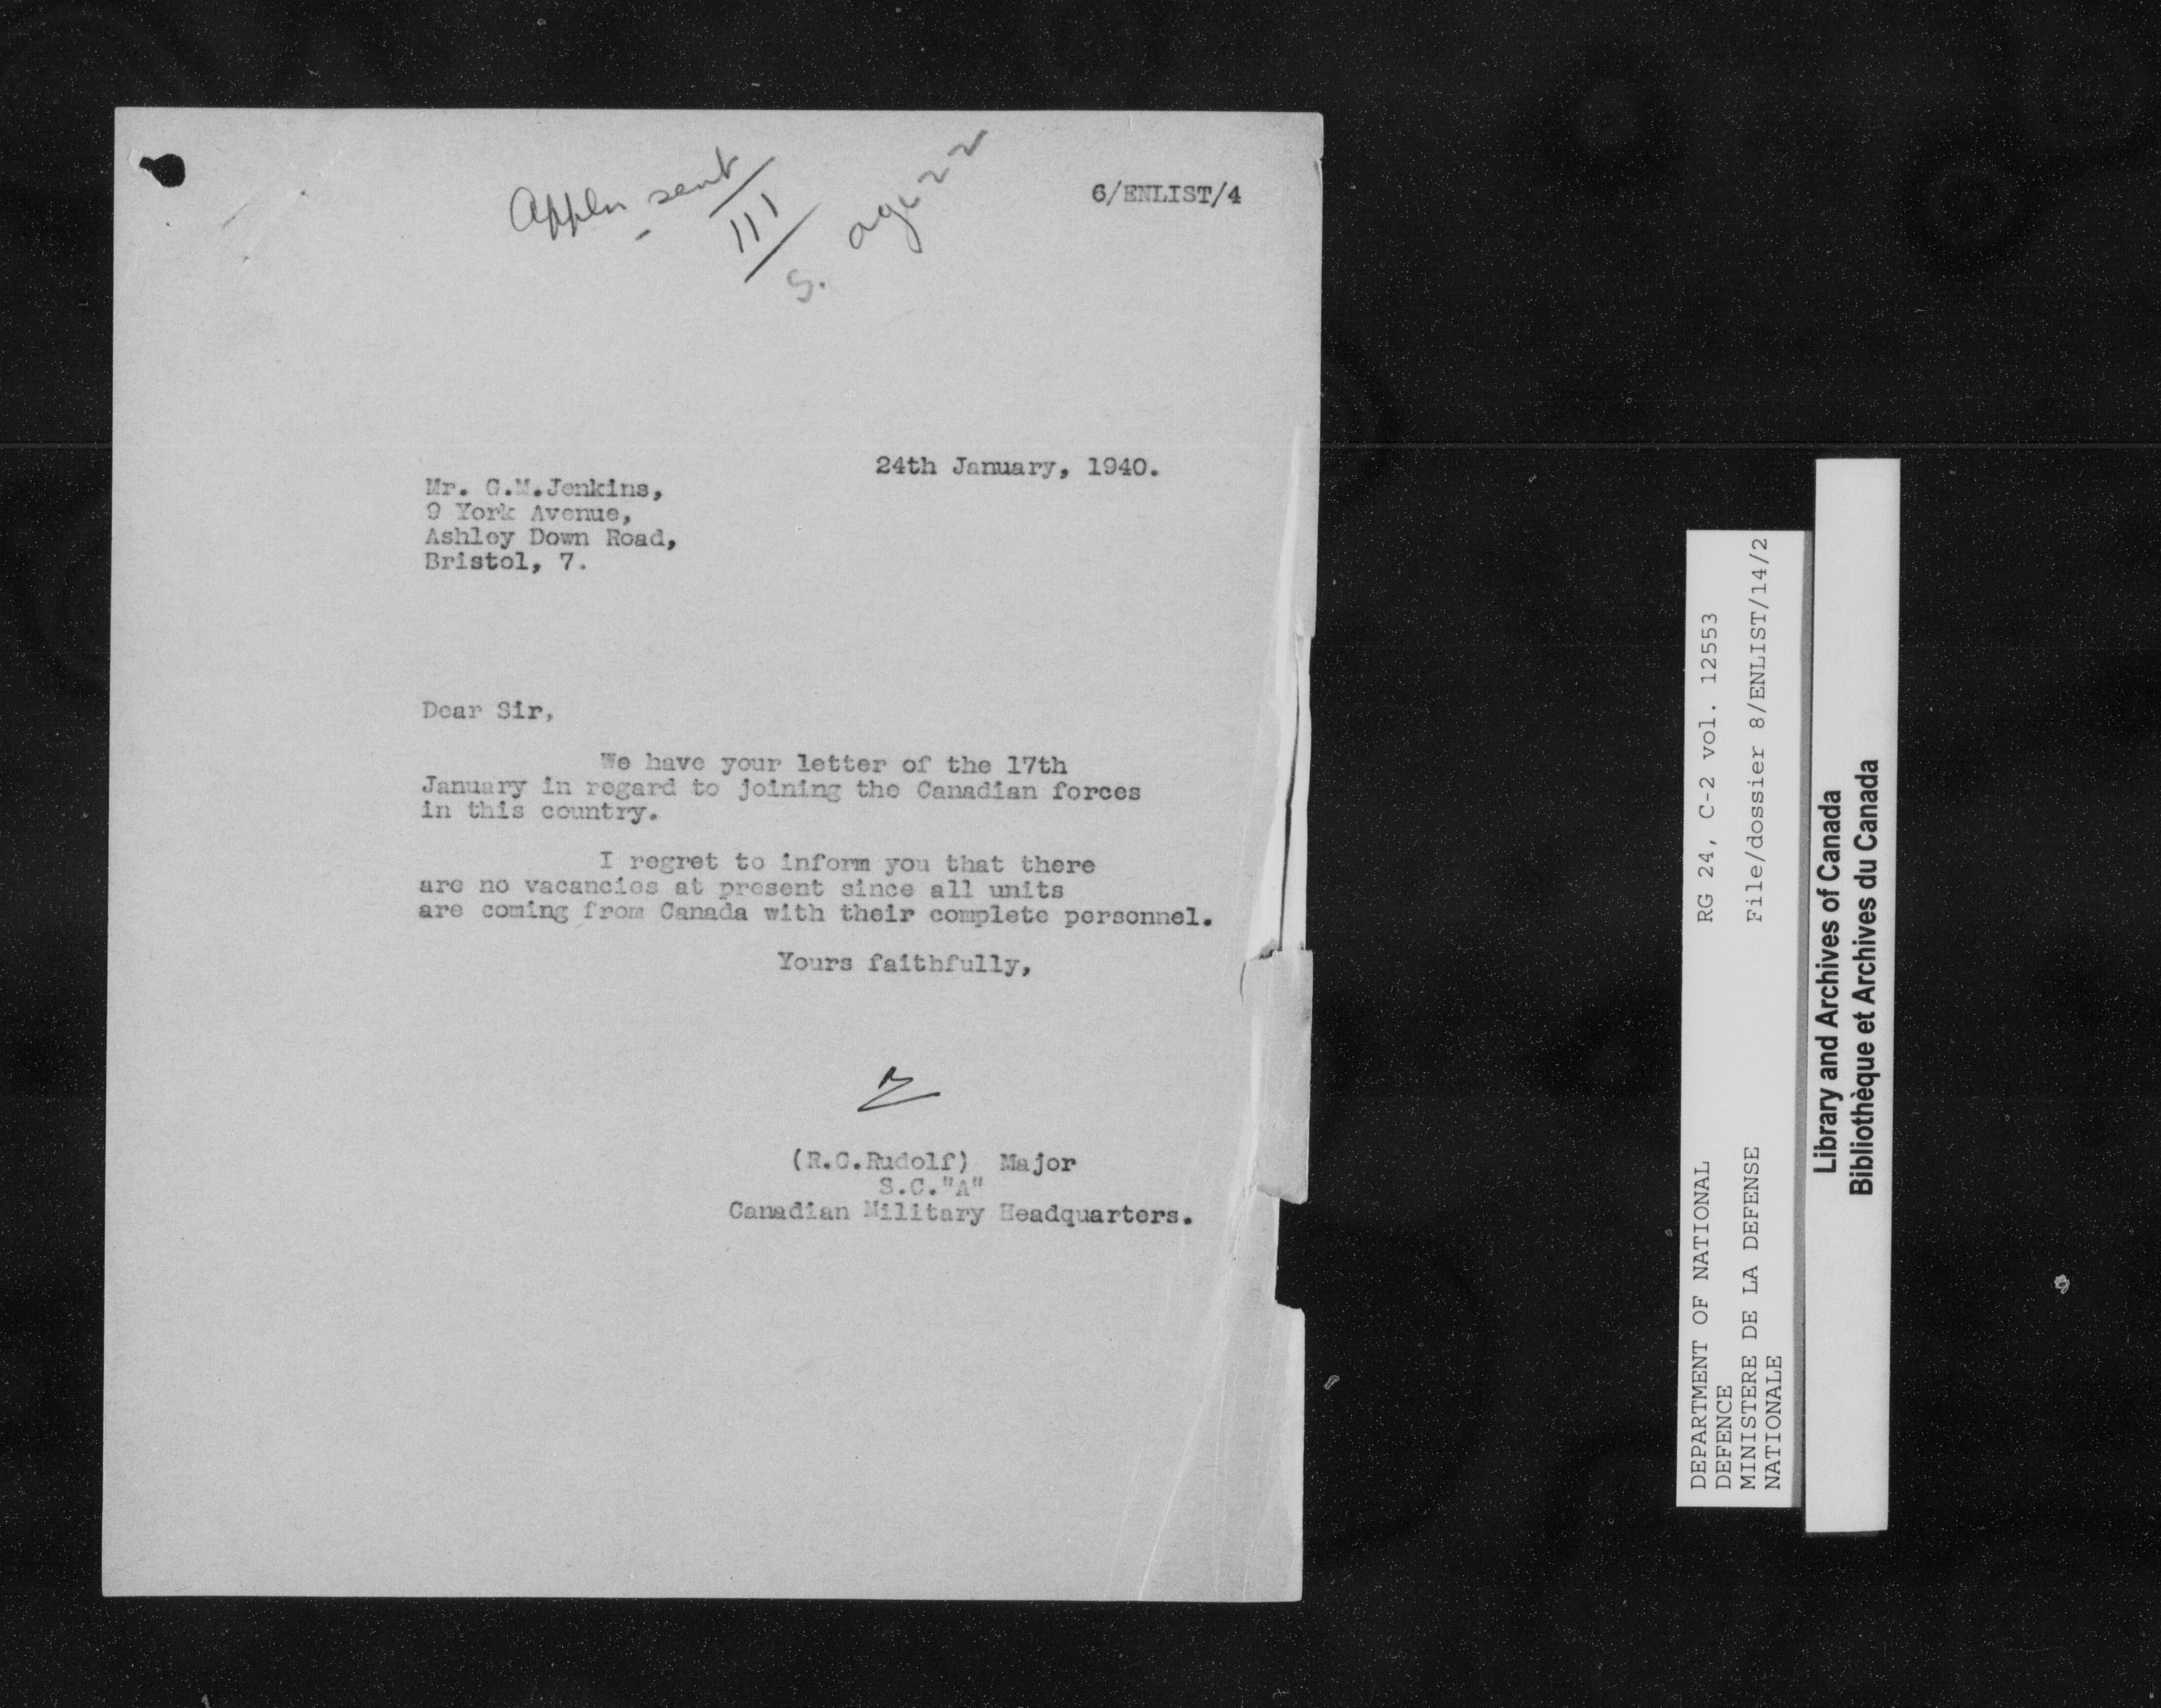 6/ENLIST/4
Appln sent
111
S.
age 22
24th January, 1940.
Mr. G.M.Jenkins,
9 York Avenue,
Ashley Down Road,
Bristol, 7.
Dear Sir,
We have your letter of the 17th
January in regard to joining the Canadian forces
in this country.
I regret to inform you that there
are no vacancies at present since all units
are coming from Canada with their complete personnel.
Yours faithfully,
(R.C.Rudolf) Major
S.C."A"
Canadian Military Headquarters.
DEPARTMENT OF NATIONAL
DEFENCE
MINISTERE DE LA DEFENSE
NATIONALE
RG 24, C-2 vol. 12553
File/dossier 8/ENLIST/14/2
Library and Archives of Canada
Bibliothèque et Archives du Canada